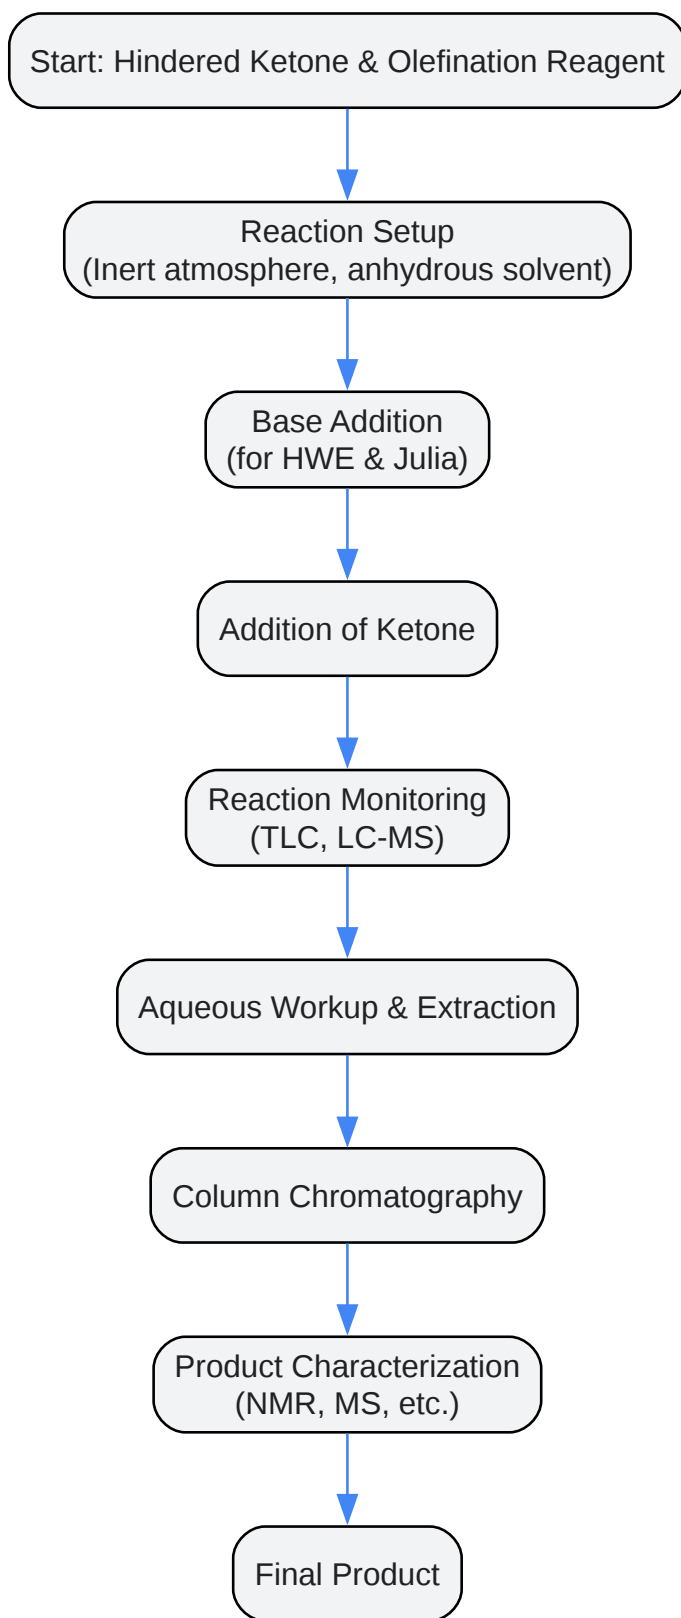 Start: Hindered Ketone & Olefination Reagent
Reaction Setup
(Inert atmosphere, anhydrous solvent)
Base Addition
(for HWE & Julia)
Addition of Ketone
Reaction Monitoring
(TLC, LC-MS)
Aqueous Workup & Extraction
Column Chromatography
Product Characterization
(NMR, MS, etc.)
Final Product